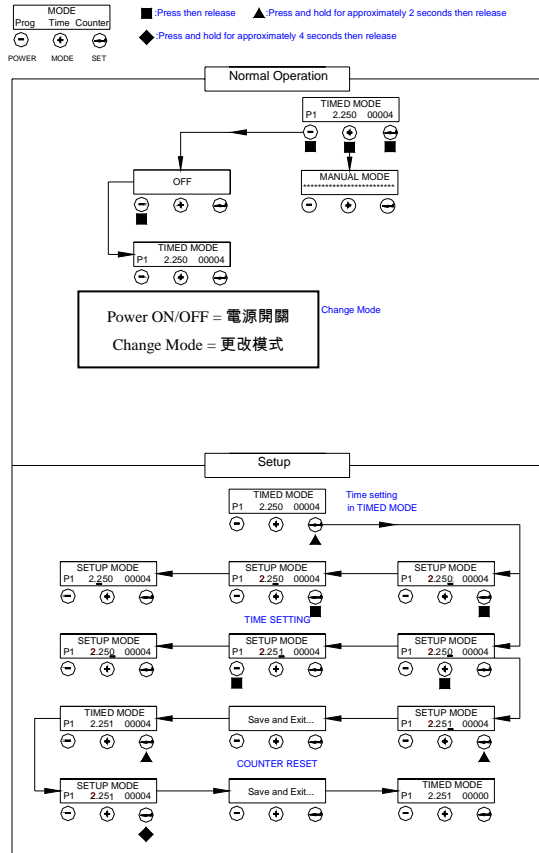 MODE
Prog Time Counter
POWER MODE SET
:Press then release
:Press and hold for approximately 2 seconds then release
:Press and hold for approximately 4 seconds then release
Normal Operation
TIMED MODE
P1 2.250 00004
OFF
MANUAL MODE
*************************
TIMED MODE
P1 2.250 00004
Power ON/OFF = 電源開關
Change Mode = 更改模式
Change Mode
Setup
TIMED MODE
P1 2.250 00004
Time setting
in TIMED MODE
SETUP MODE
P1 2.250 00004
SETUP MODE
P1 2.250 00004
SETUP MODE
P1 2.250 00004
TIME SETTING
SETUP MODE
P1 2.250 00004
SETUP MODE
P1 2.251 00004
SETUP MODE
P1 2.250 00004
TIMED MODE
P1 2.251 00004
Save and Exit...
SETUP MODE
P1 2.251 00004
COUNTER RESET
SETUP MODE
P1 2.251 00004
Save and Exit...
TIMED MODE
P1 2.251 00000